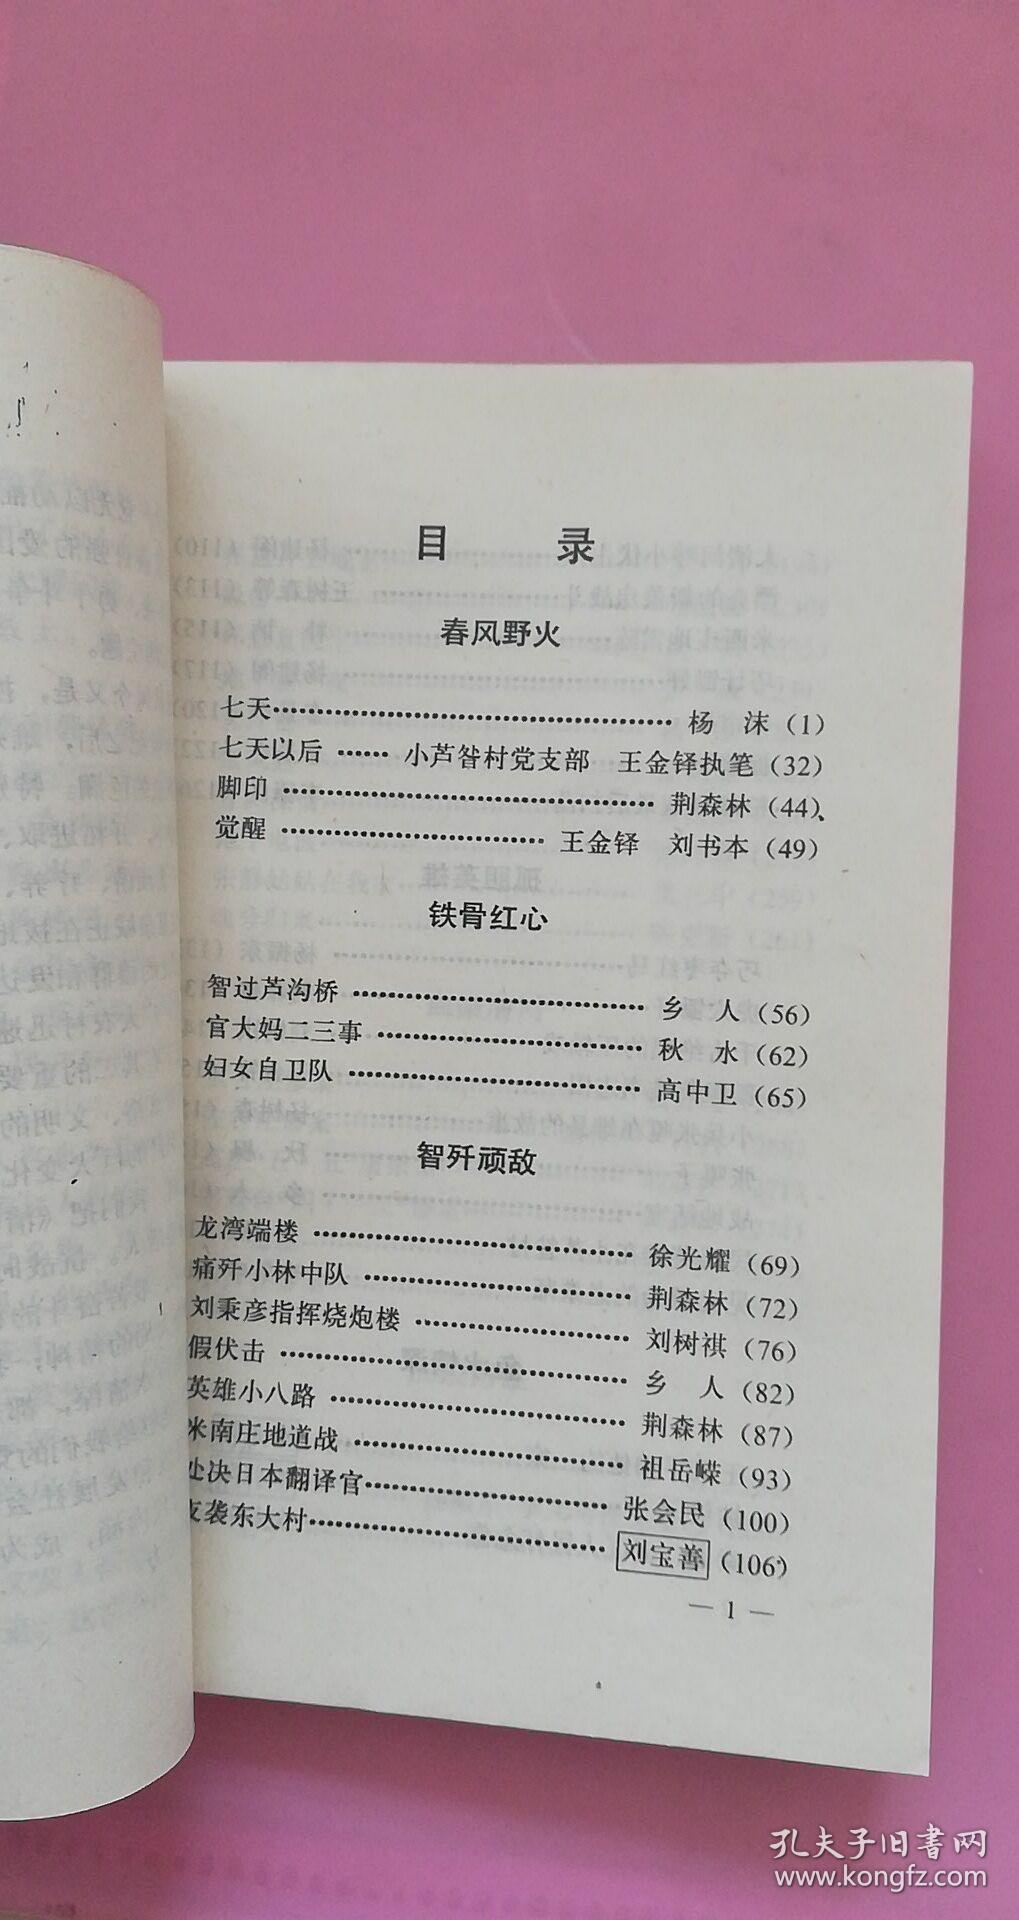 目 录
春风野火
七天 杨 沫 (1)
七天以后 小芦昝村党支部 王金铎执笔 (32)
脚印 荆森林 (44)
觉醒 王金铎 刘书本 (49)
铁骨红心
智过芦沟桥 乡 人 (56)
官大妈二三事 秋 水 (62)
妇女自卫队 高中卫 (65)
智歼顽敌
龙湾端楼 徐光耀 (69)
痛歼小林中队 荆森林 (72)
刘秉彦指挥烧炮楼 刘树祺 (76)
假伏击 乡 人 (82)
英雄小八路 荆森林 (87)
米南庄地道战 祖岳嵘 (93)
处决日本翻译官 张会民 (100)
袭东大村 刘宝善 (106)
— 1 —
孔夫子旧書网
www.kongfz.com